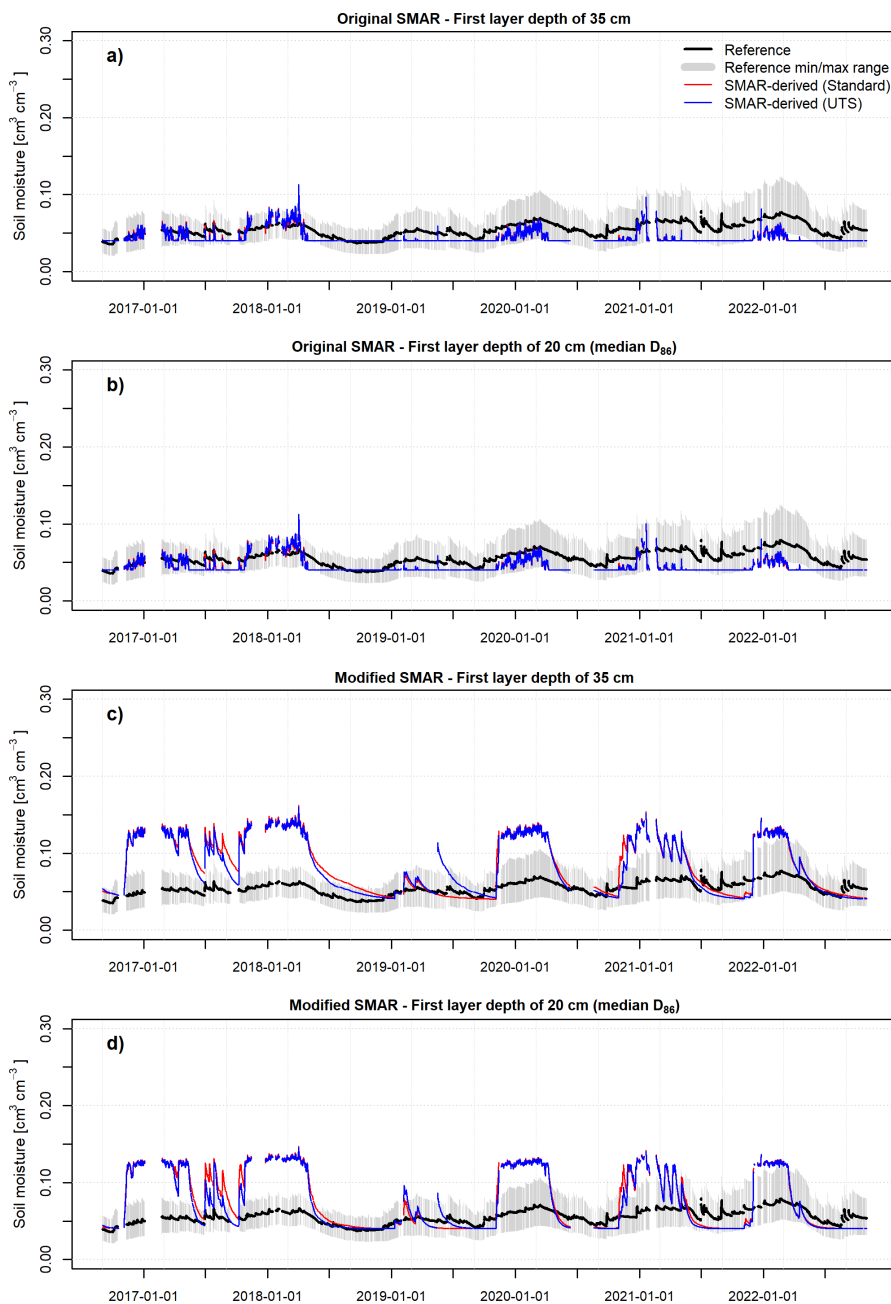 Original SMAR - First layer depth of 35 cm
a)
Reference
Reference min/max range
SMAR-derived (Standard)
SMAR-derived (UTS)
Soil moisture [cm³ cm⁻³ ]
0.30
0.20
0.10
0.00
2017-01-01 2018-01-01 2019-01-01 2020-01-01 2021-01-01 2022-01-01
Original SMAR - First layer depth of 20 cm (median D₈₆)
b)
Soil moisture [cm³ cm⁻³ ]
0.30
0.20
0.10
0.00
2017-01-01 2018-01-01 2019-01-01 2020-01-01 2021-01-01 2022-01-01
Modified SMAR - First layer depth of 35 cm
c)
Soil moisture [cm³ cm⁻³ ]
0.30
0.20
0.10
0.00
2017-01-01 2018-01-01 2019-01-01 2020-01-01 2021-01-01 2022-01-01
Modified SMAR - First layer depth of 20 cm (median D₈₆)
d)
Soil moisture [cm³ cm⁻³ ]
0.30
0.20
0.10
0.00
2017-01-01 2018-01-01 2019-01-01 2020-01-01 2021-01-01 2022-01-01